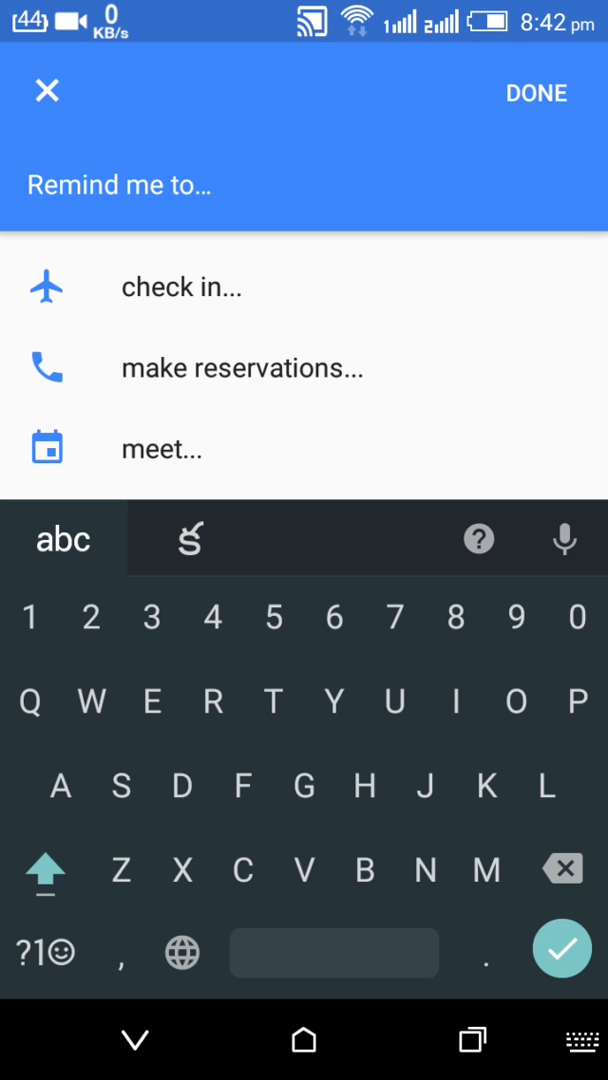 44 0 KB/s 1 2 8:42 pm
DONE
Remind me to...
check in...
make reservations...
meet...
abc క ?
1 2 3 4 5 6 7 8 9 0
Q W E R T Y U I O P
A S D F G H J K L
Z X C V B N M
?1☺ , .